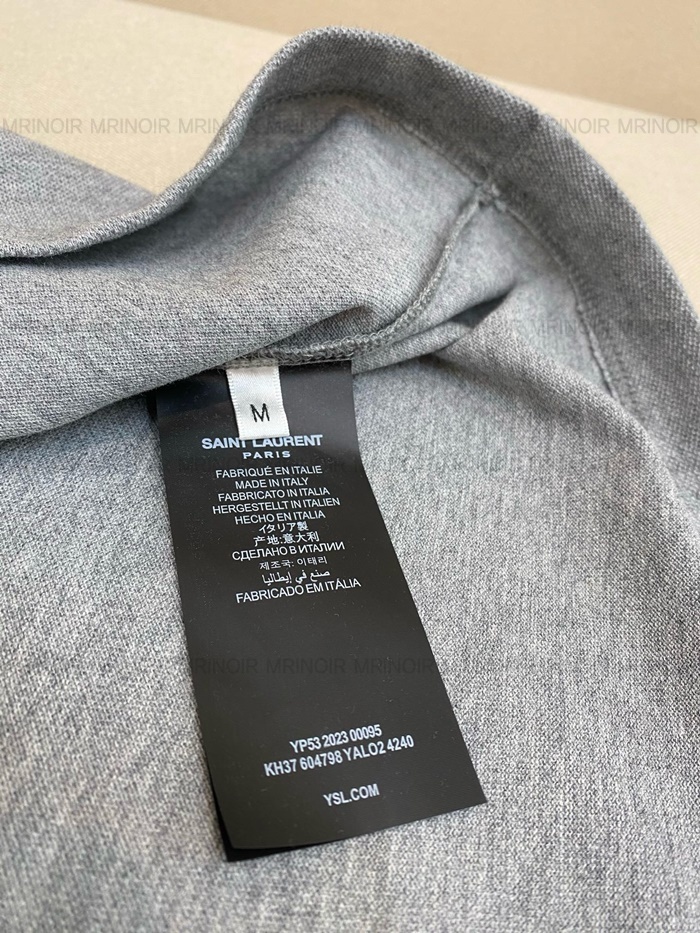 MRINOIR MRINOIR MRINOIR MRINOIR MRINOIR
M
SAINT LAURENT
PARIS
FABRIQUÉ EN ITALIE
MADE IN ITALY
FABBRICATO IN ITALIA
HERGESTELLT IN ITALIEN
HECHO EN ITALIA
イタリア製
产地:意大利
СДЕЛАНО В ИТАЛИИ
제조국: 이태리
صنع في إيطاليا
FABRICADO EM ITÁLIA
MRINOIR MRINOIR MRINOIR
YP53 2023 00095
KH37 604798 YALO2 4240
YSL.COM